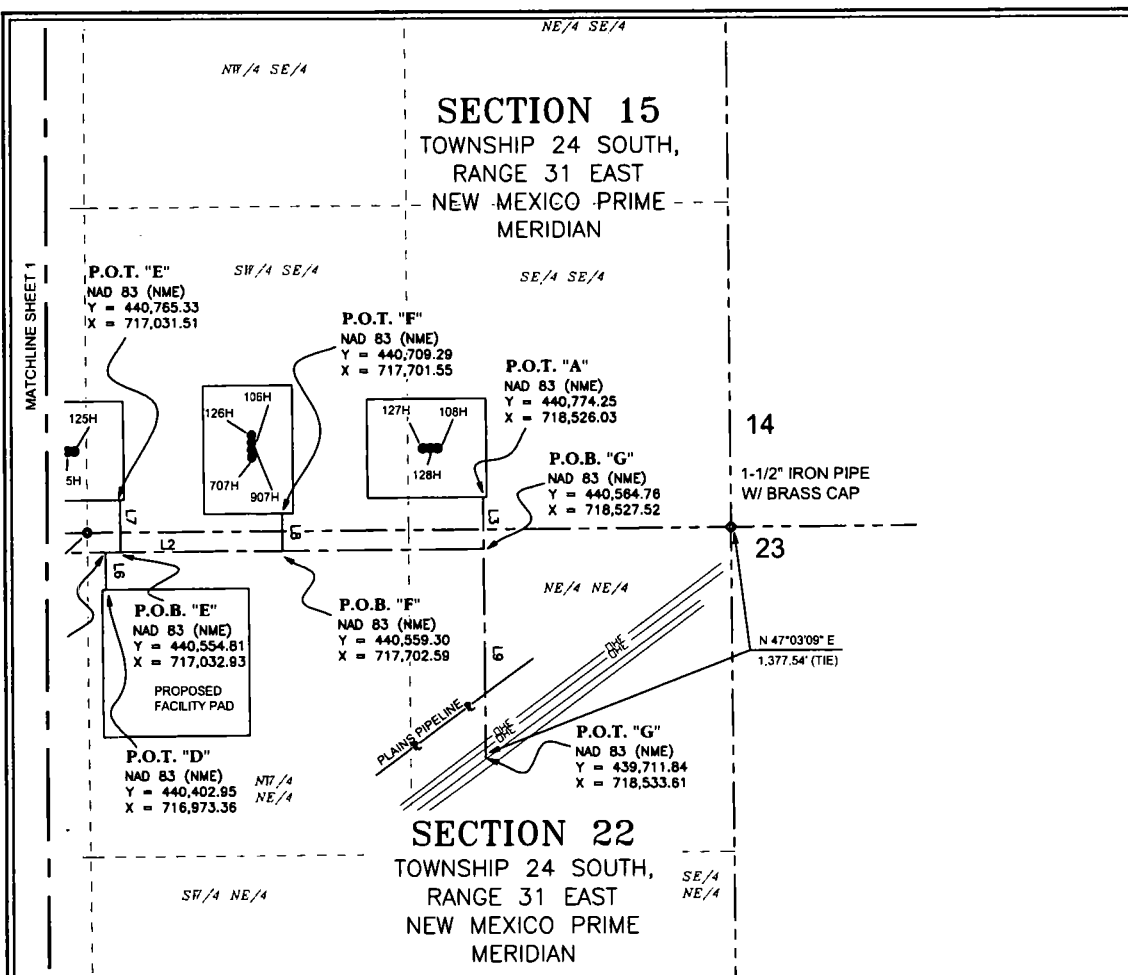 NE/4 SE/4
NW/4 SE/4
SECTION 15
TOWNSHIP 24 SOUTH,
RANGE 31 EAST
NEW MEXICO PRIME
MERIDIAN
MATCHLINE SHEET 1
P.O.T. "E"
NAD 83 (NME)
Y = 440,765.33
X = 717,031.51
SW/4 SE/4
SE/4 SE/4
P.O.T. "F"
NAD 83 (NME)
Y = 440,709.29
X = 717,701.55
P.O.T. "A"
NAD 83 (NME)
Y = 440,774.25
X = 718,526.03
125H
5H
126H
106H
707H
907H
127H
108H
128H
14
P.O.B. "G"
NAD 83 (NME)
Y = 440,564.76
X = 718,527.52
1-1/2" IRON PIPE
W/ BRASS CAP
L7
L8
L3
L2
L6
23
P.O.B. "E"
NAD 83 (NME)
Y = 440,554.81
X = 717,032.93
P.O.B. "F"
NAD 83 (NME)
Y = 440,559.30
X = 717,702.59
NE/4 NE/4
PROPOSED
FACILITY PAD
L9
OHE
OHE
N 47°03'09" E
1,377.54' (TIE)
PLAINS PIPELINE
OHE
OHE
P.O.T. "D"
NAD 83 (NME)
Y = 440,402.95
X = 716,973.36
NW/4
NE/4
P.O.T. "G"
NAD 83 (NME)
Y = 439,711.84
X = 718,533.61
SECTION 22
TOWNSHIP 24 SOUTH,
RANGE 31 EAST
NEW MEXICO PRIME
MERIDIAN
SW/4 NE/4
SE/4
NE/4